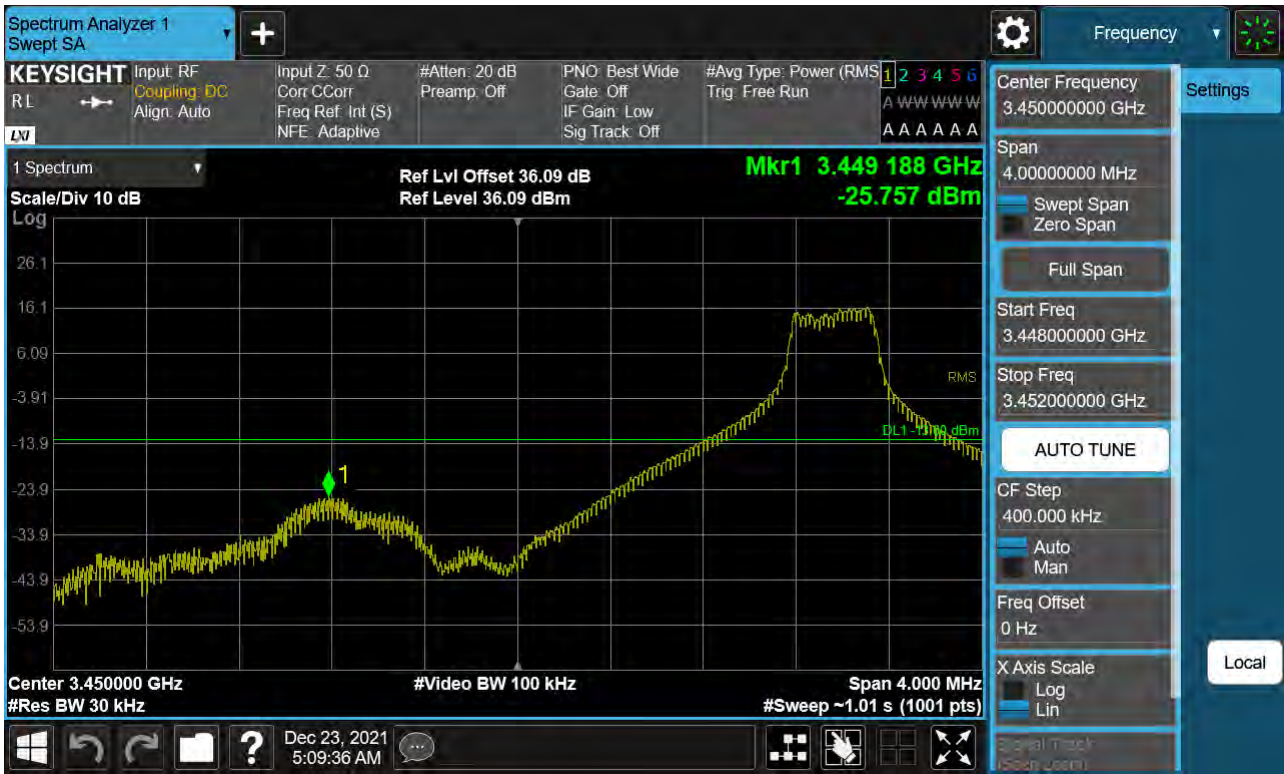 Spectrum Analyzer 1
Swept SA
Frequency
KEYSIGHT
RL
LXI
Input: RF
Coupling: DC
Align: Auto
Input Z: 50 Ω
Corr CCorr
Freq Ref: Int (S)
NFE: Adaptive
#Atten: 20 dB
Preamp: Off
PNO: Best Wide
Gate: Off
IF Gain: Low
Sig Track: Off
#Avg Type: Power (RMS
Trig: Free Run
1 2 3 4 5 6
A W W W W W
A A A A A A
1 Spectrum
Scale/Div 10 dB
Log
Ref Lvl Offset 36.09 dB
Ref Level 36.09 dBm
Mkr1 3.449 188 GHz
-25.757 dBm
26.1
16.1
6.09
-3.91
-13.9
-23.9
-33.9
-43.9
-53.9
1
RMS
DL1 dBm
Center 3.450000 GHz
#Res BW 30 kHz
#Video BW 100 kHz
Span 4.000 MHz
#Sweep ~1.01 s (1001 pts)
Center Frequency
3.450000000 GHz
Settings
Span
4.00000000 MHz
Swept Span
Zero Span
Full Span
Start Freq
3.448000000 GHz
Stop Freq
3.452000000 GHz
AUTO TUNE
CF Step
400.000 kHz
Auto
Man
Freq Offset
0 Hz
X Axis Scale
Log
Lin
Local
Signal Track
(Span Zoom)
Dec 23, 2021
5:09:36 AM